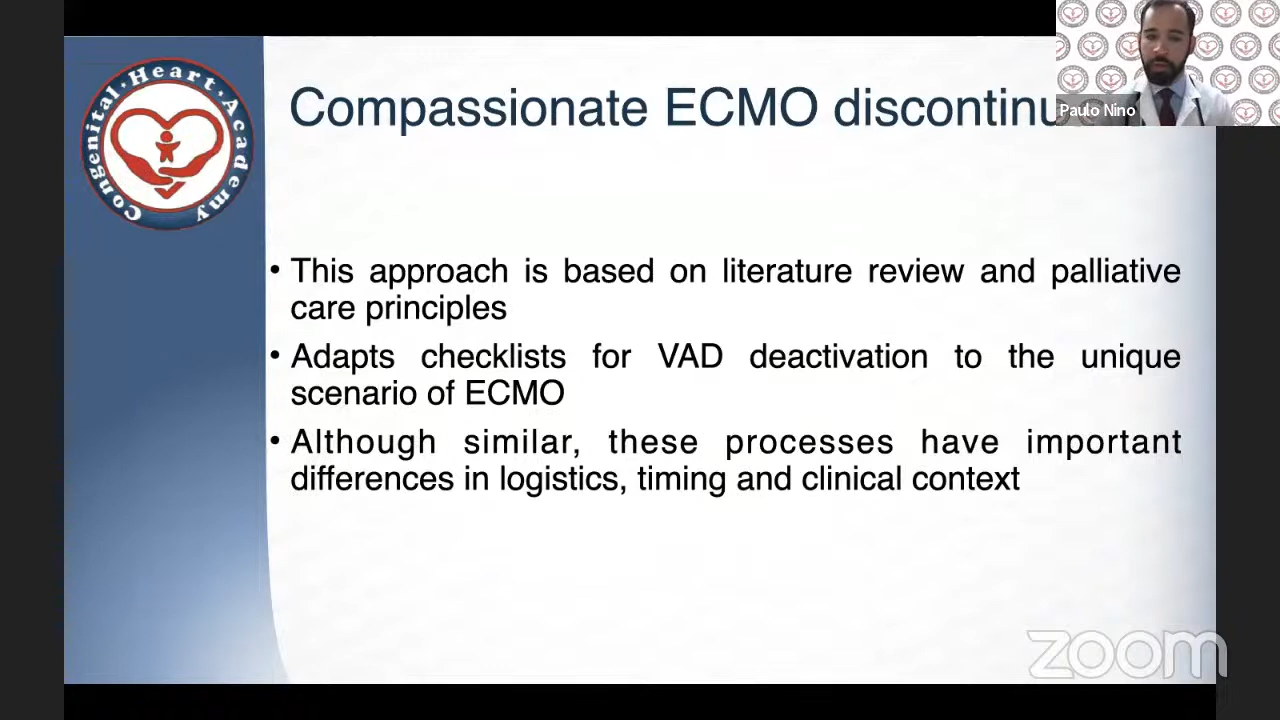 Congenital · Heart · Academy
Compassionate ECMO discontinu
Paulo Nino
• This approach is based on literature review and palliative
care principles
• Adapts checklists for VAD deactivation to the unique
scenario of ECMO
• Although similar, these processes have important
differences in logistics, timing and clinical context
zoom